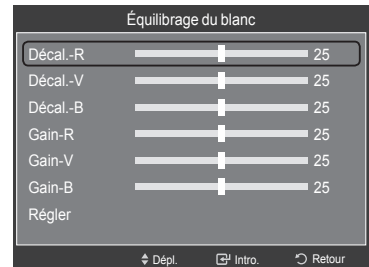 Équilibrage du blanc
Décal.-R 25
Décal.-V 25
Décal.-B 25
Gain-R 25
Gain-V 25
Gain-B 25
Régler
Dépl. Intro. Retour